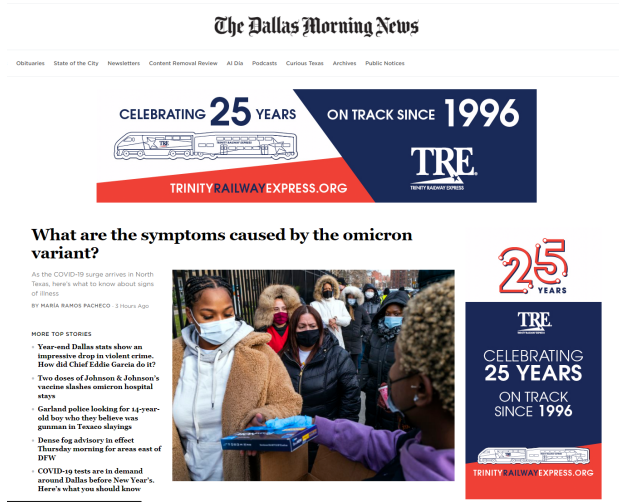 The Dallas Morning News
Obituaries State of the City Newsletters Content Removal Review Al Día Podcasts Curious Texas Archives Public Notices
CELEBRATING 25 YEARS
ON TRACK SINCE 1996
TRE
TRINITY RAILWAY EXPRESS
TRINITYRAILWAYEXPRESS.ORG
What are the symptoms caused by the omicron
variant?
As the COVID-19 surge arrives in North
Texas, here's what to know about signs
of illness
BY MARÍA RAMOS PACHECO · 3 Hours Ago
MORE TOP STORIES
Year-end Dallas stats show an
impressive drop in violent crime.
How did Chief Eddie Garcia do it?
Two doses of Johnson & Johnson's
vaccine slashes omicron hospital
stays
Garland police looking for 14-year-
old boy who they believe was
gunman in Texaco slayings
Dense fog advisory in effect
Thursday morning for areas east of
DFW
COVID-19 tests are in demand
around Dallas before New Year's.
Here's what you should know
25
YEARS
TRE
CELEBRATING
25 YEARS
ON TRACK
SINCE 1996
TRINITYRAILWAYEXPRESS.ORG